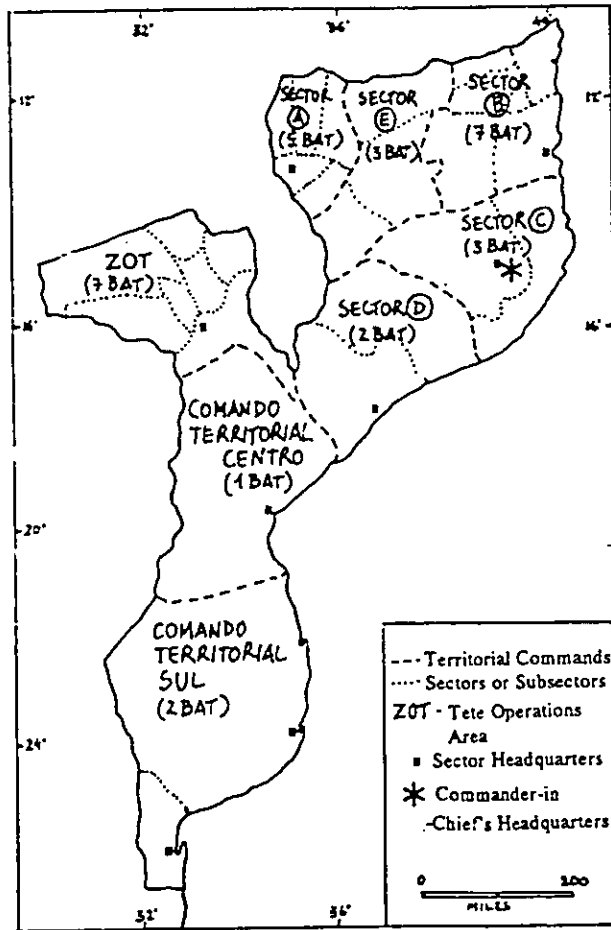 32°
36°
40°
12°
12°
SECTOR
A
(5 BAT)
SECTOR
E
(3 BAT)
SECTOR
B
(7 BAT)
SECTOR C
(3 BAT)
ZOT
(7 BAT)
SECTOR D
(2 BAT)
16°
16°
COMANDO
TERRITORIAL
CENTRO
(1 BAT)
20°
COMANDO
TERRITORIAL
SUL
(2 BAT)
24°
--- Territorial Commands
...... Sectors or Subsectors
ZOT - Tete Operations
Area
▪ Sector Headquarters
✳ Commander-in
-Chief's Headquarters
0 200
MILES
32°
36°